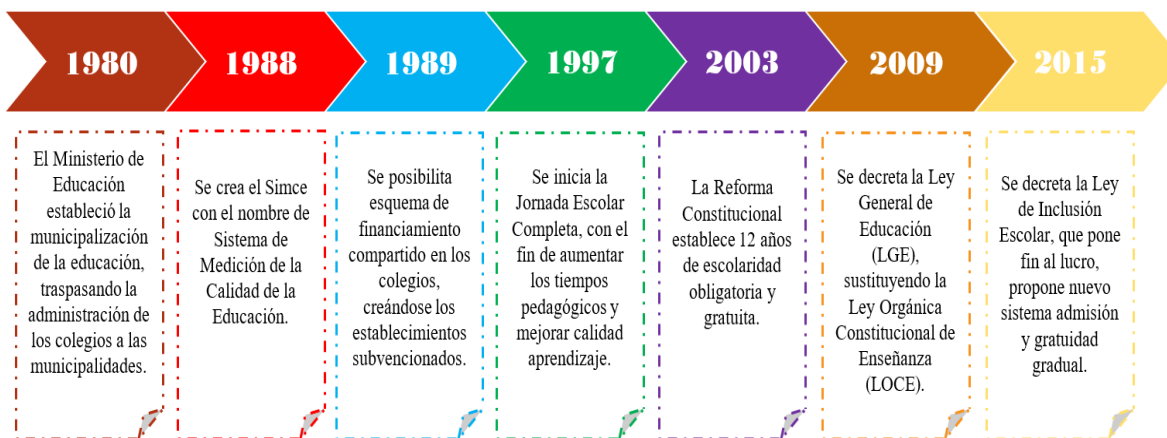 1980
1988
1989
1997
2003
2009
2015
El Ministerio de
Educación
estableció la
municipalización
de la educación,
traspasando la
administración de
los colegios a las
municipalidades.
Se crea el Simce
con el nombre de
Sistema de
Medición de la
Calidad de la
Educación.
Se posibilita
esquema de
financiamiento
compartido en los
colegios,
creándose los
establecimientos
subvencionados.
Se inicia la
Jornada Escolar
Completa, con el
fin de aumentar
los tiempos
pedagógicos y
mejorar calidad
aprendizaje.
La Reforma
Constitucional
establece 12 años
de escolaridad
obligatoria y
gratuita.
Se decreta la Ley
General de
Educación
(LGE),
sustituyendo la
Ley Orgánica
Constitucional de
Enseñanza
(LOCE).
Se decreta la Ley
de Inclusión
Escolar, que pone
fin al lucro,
propone nuevo
sistema admisión
y gratuidad
gradual.